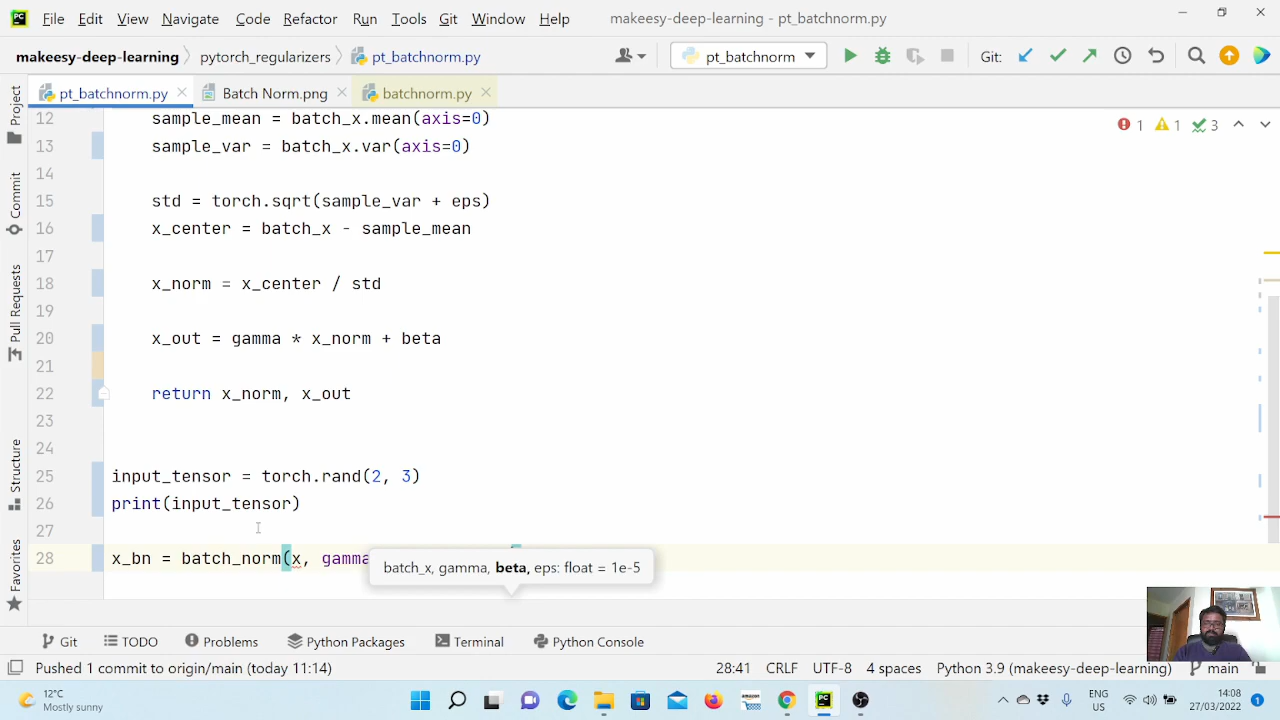 File Edit View Navigate Code Refactor Run Tools Git Window Help makeesy-deep-learning - pt_batchnorm.py
makeesy-deep-learning pytorch_regularizers pt_batchnorm.py pt_batchnorm Git:
pt_batchnorm.py Batch Norm.png batchnorm.py
Project
Commit
Pull Requests
Structure
Favorites
12 sample_mean = batch_x.mean(axis=0)
1 1 3
13 sample_var = batch_x.var(axis=0)
14
15 std = torch.sqrt(sample_var + eps)
16 x_center = batch_x - sample_mean
17
18 x_norm = x_center / std
19
20 x_out = gamma * x_norm + beta
21
22 return x_norm, x_out
23
24
25 input_tensor = torch.rand(2, 3)
26 print(input_tensor)
27
28 x_bn = batch_norm(x, gamma
batch_x, gamma, beta, eps: float = 1e-5
Git TODO Problems Python Packages Terminal Python Console
Pushed 1 commit to origin/main (today 11:14) 28:41 CRLF UTF-8 4 spaces Python 3.9 (makeesy-deep-learning) main
12°C
Mostly sunny
ENG
US
14:08
27/03/2022
1